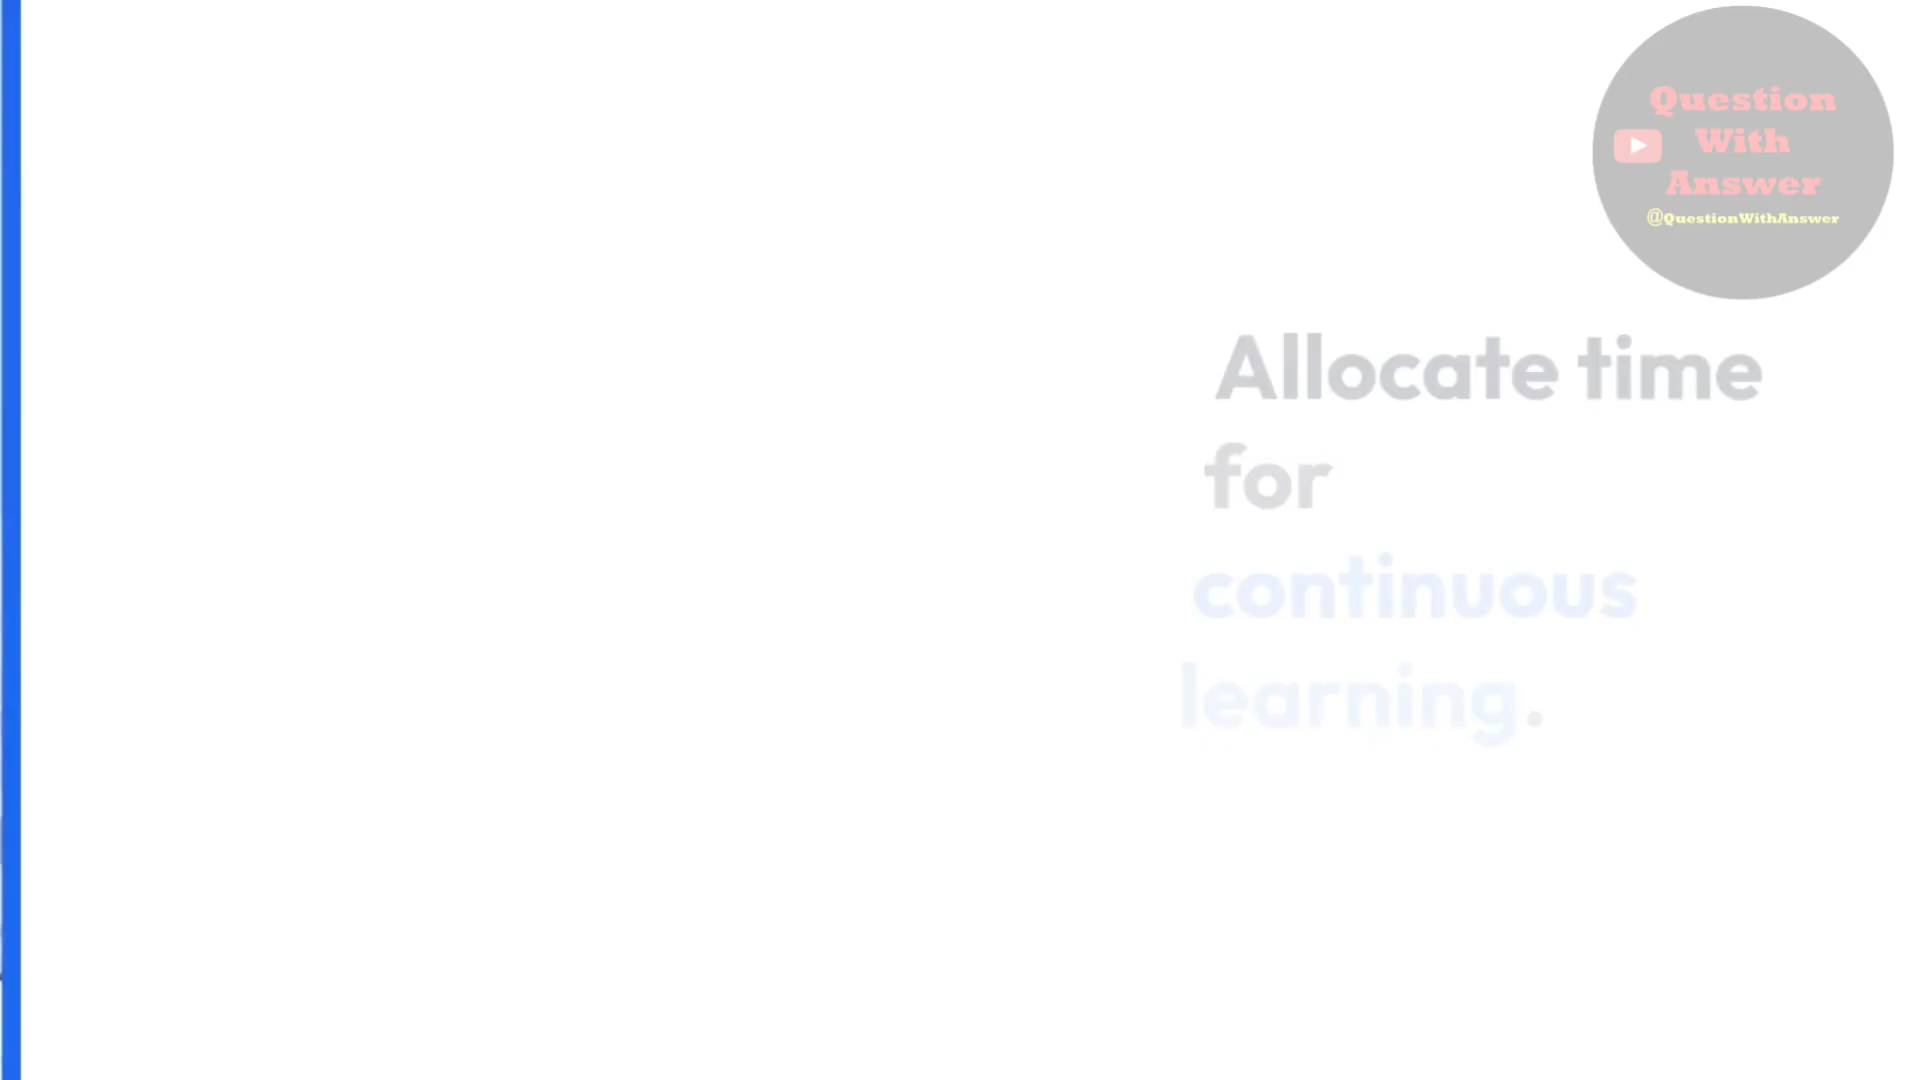 Question
With
Answer
@QuestionWithAnswer
Allocate time
for
continuous
learning.